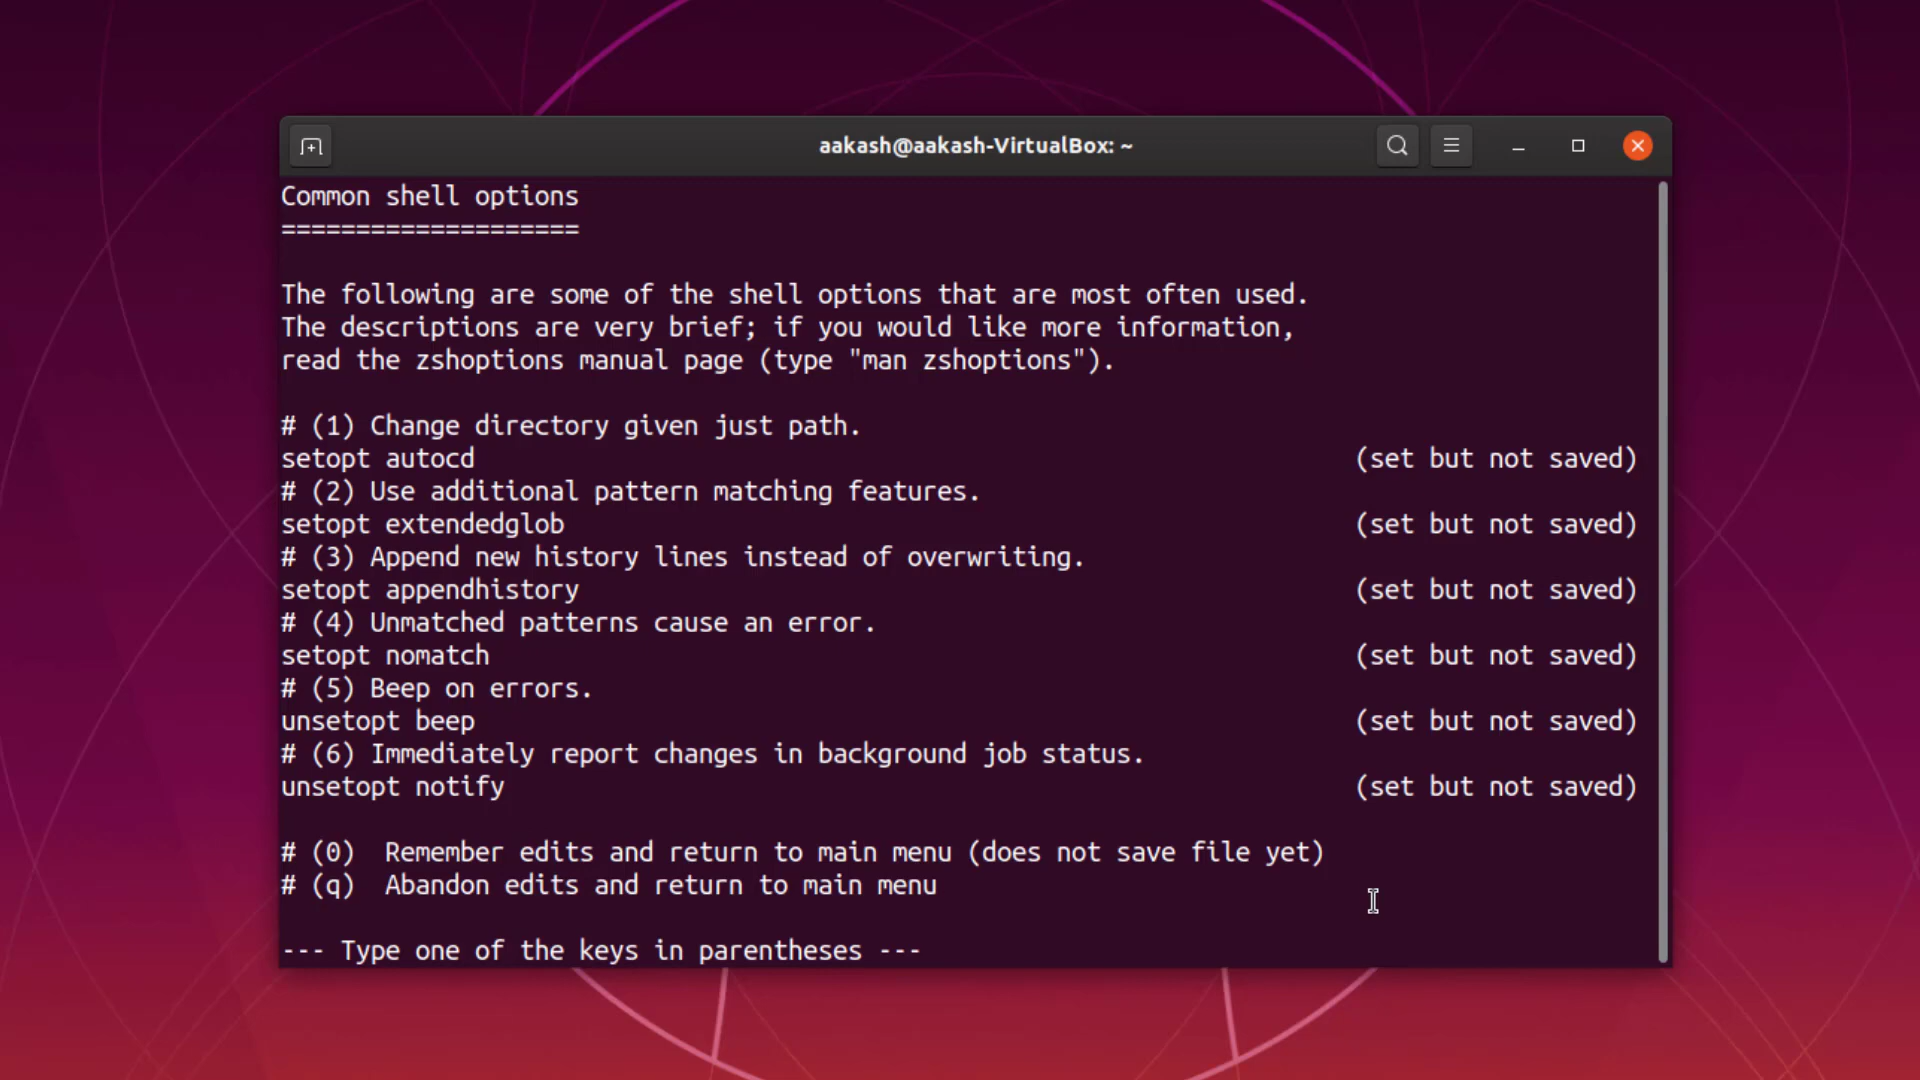 aakash@aakash-VirtualBox: ~
Common shell options
====================
The following are some of the shell options that are most often used.
The descriptions are very brief; if you would like more information,
read the zshoptions manual page (type "man zshoptions").
# (1) Change directory given just path.
setopt autocd (set but not saved)
# (2) Use additional pattern matching features.
setopt extendedglob (set but not saved)
# (3) Append new history lines instead of overwriting.
setopt appendhistory (set but not saved)
# (4) Unmatched patterns cause an error.
setopt nomatch (set but not saved)
# (5) Beep on errors.
unsetopt beep (set but not saved)
# (6) Immediately report changes in background job status.
unsetopt notify (set but not saved)
# (0)  Remember edits and return to main menu (does not save file yet)
# (q)  Abandon edits and return to main menu
--- Type one of the keys in parentheses ---